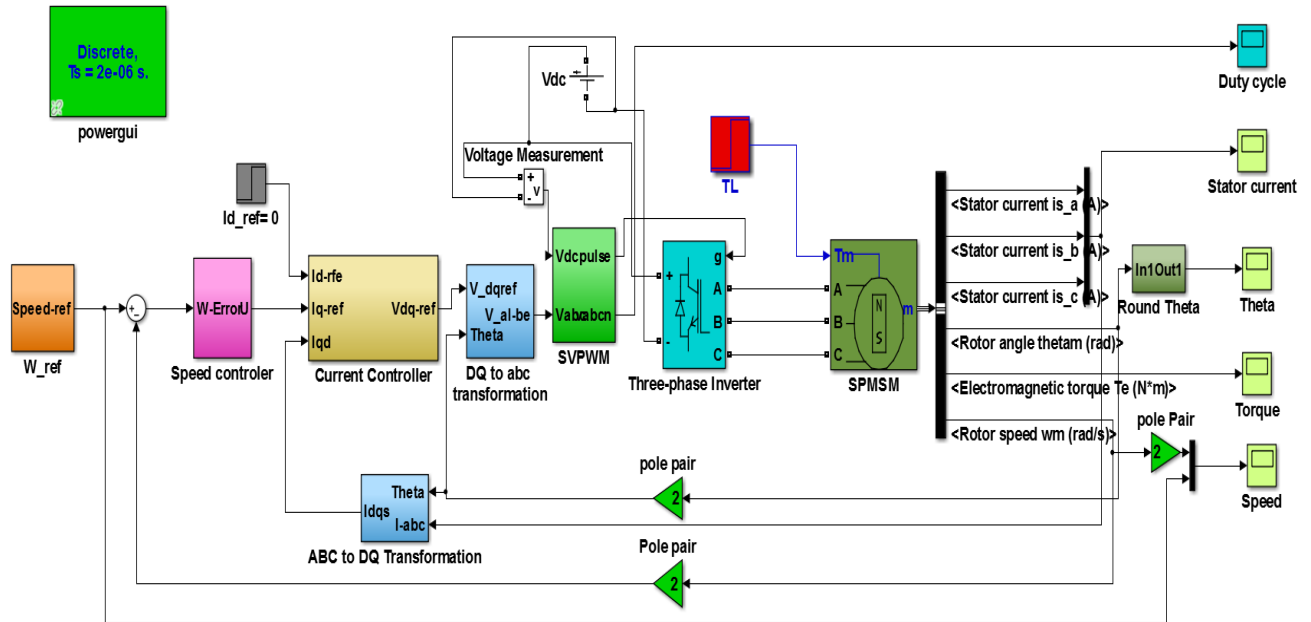 Discrete,
Ts = 2e-06 s.
powergui
Vdc
Duty cycle
Voltage Measurement
+
v
-
TL
Stator current
Id_ref= 0
<Stator current is_a (A)>
<Stator current is_b (A)>
<Stator current is_c (A)>
In1Out1
Round Theta
Theta
Speed-ref
W_ref
+
-
W-ErrorU
Speed controler
Id-rfe
Iq-ref
Iqd
Vdq-ref
Current Controller
V_dqref
V_al-be
Theta
DQ to abc
transformation
Vdcpulse
SVPWM
g
+
A
B
-
C
Three-phase Inverter
Tm
A
B
C
N
S
m
SPMSM
<Rotor angle thetam (rad)>
<Electromagnetic torque Te (N*m)>
<Rotor speed wm (rad/s)>
Torque
pole Pair
2
Speed
pole pair
2
Theta
Idqs
I-abc
ABC to DQ Transformation
Pole pair
2